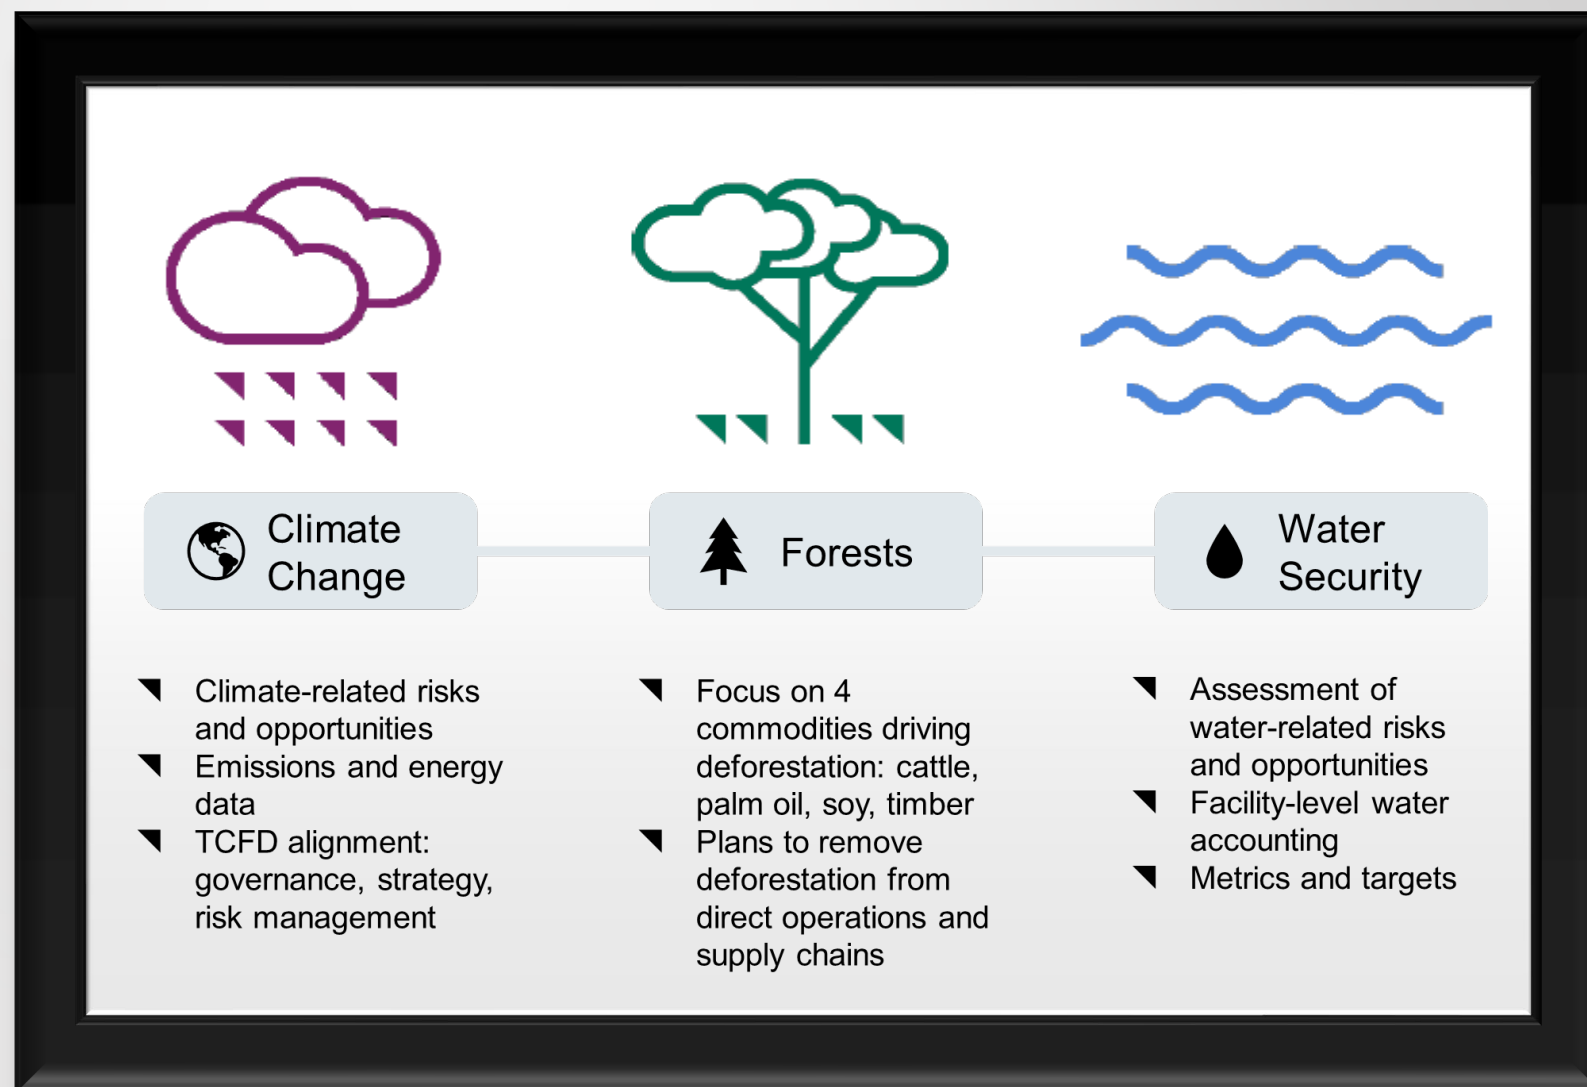 Climate
Change
Forests
Water
Security
Climate-related risks
and opportunities
Emissions and energy
data
TCFD alignment:
governance, strategy,
risk management
Focus on 4
commodities driving
deforestation: cattle,
palm oil, soy, timber
Plans to remove
deforestation from
direct operations and
supply chains
Assessment of
water-related risks
and opportunities
Facility-level water
accounting
Metrics and targets